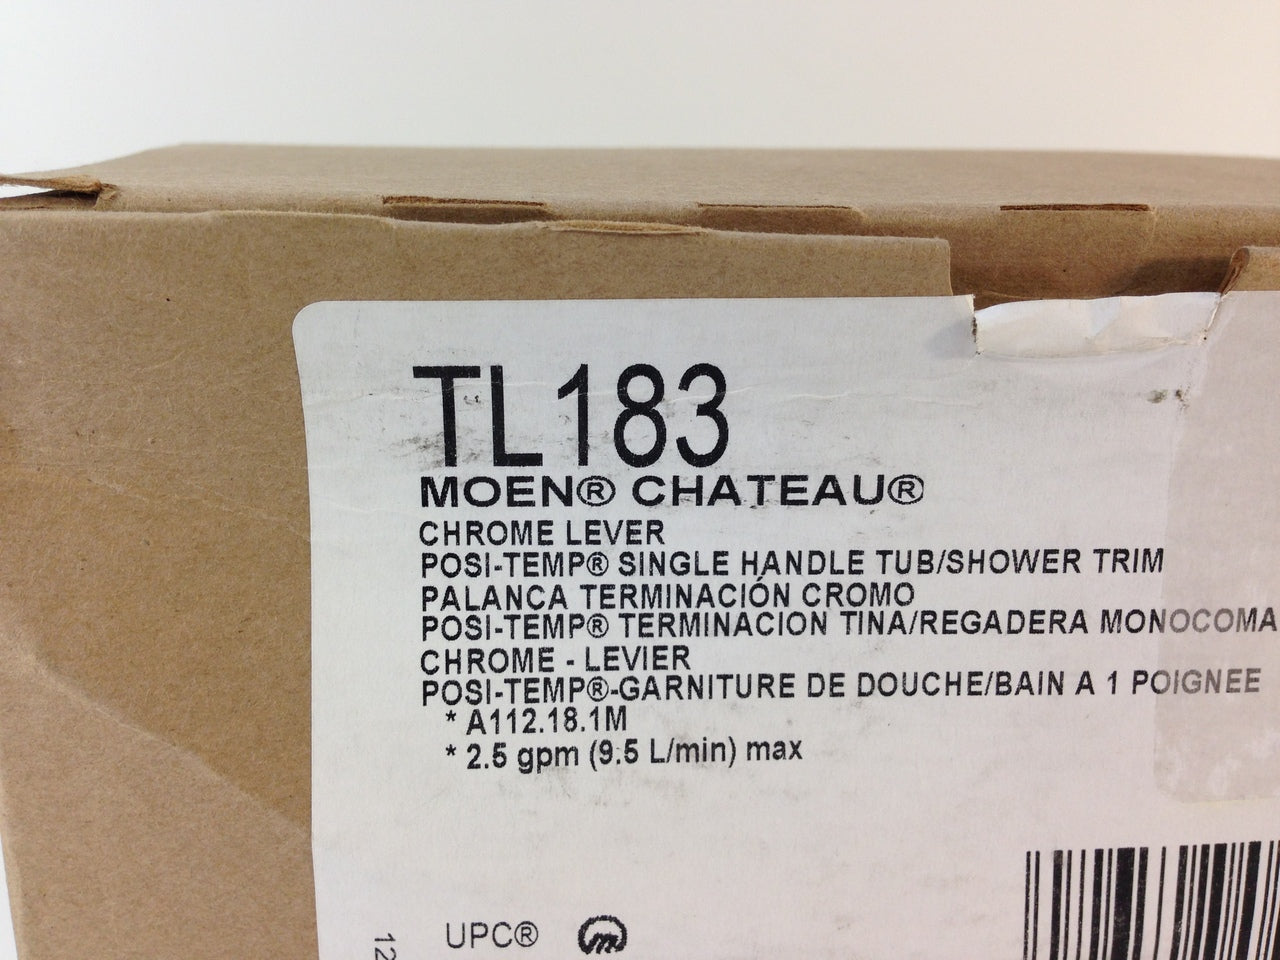 TL183
MOEN® CHATEAU®
CHROME LEVER
POSI-TEMP® SINGLE HANDLE TUB/SHOWER TRIM
PALANCA TERMINACIÓN CROMO
POSI-TEMP® TERMINACION TINA/REGADERA MONOCOMA
CHROME - LEVIER
POSI-TEMP®-GARNITURE DE DOUCHE/BAIN A 1 POIGNEE
* A112.18.1M
* 2.5 gpm (9.5 L/min) max
UPC®
12